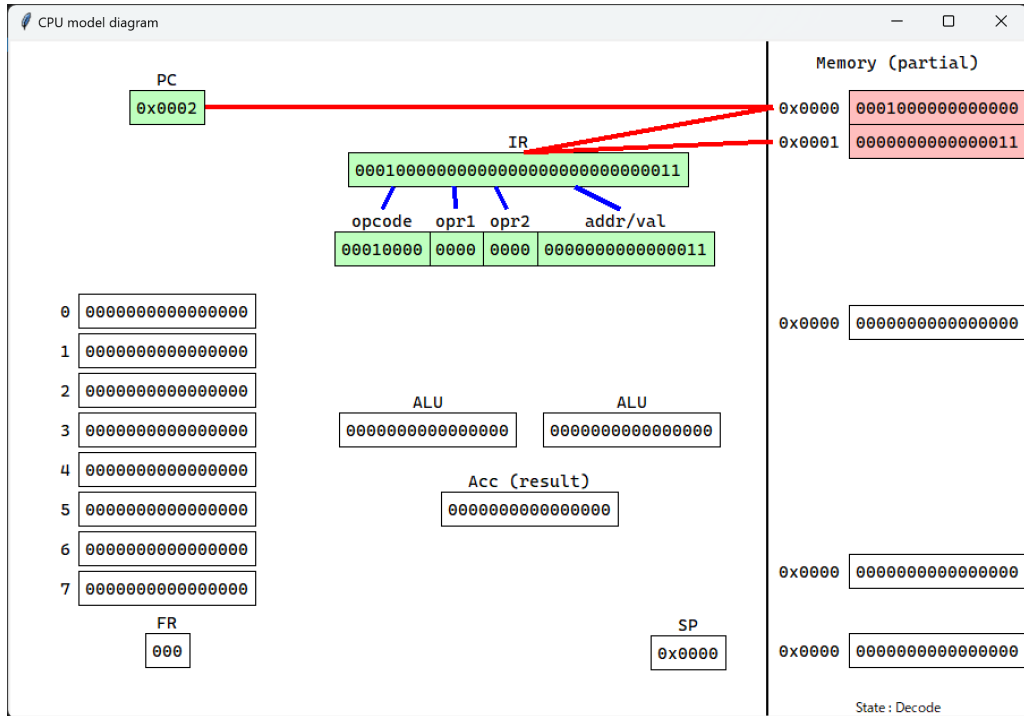 CPU model diagram
Memory (partial)
PC
0x0002
0x0000 0001000000000000
0x0001 0000000000000011
IR
00010000000000000000000000000011
opcode opr1 opr2 addr/val
00010000 0000 0000 0000000000000011
0 0000000000000000
0x0000 0000000000000000
1 0000000000000000
2 0000000000000000
3 0000000000000000
4 0000000000000000
5 0000000000000000
6 0000000000000000
7 0000000000000000
ALU ALU
0000000000000000 0000000000000000
Acc (result)
0000000000000000
0x0000 0000000000000000
FR
000
SP
0x0000
0x0000 0000000000000000
State : Decode